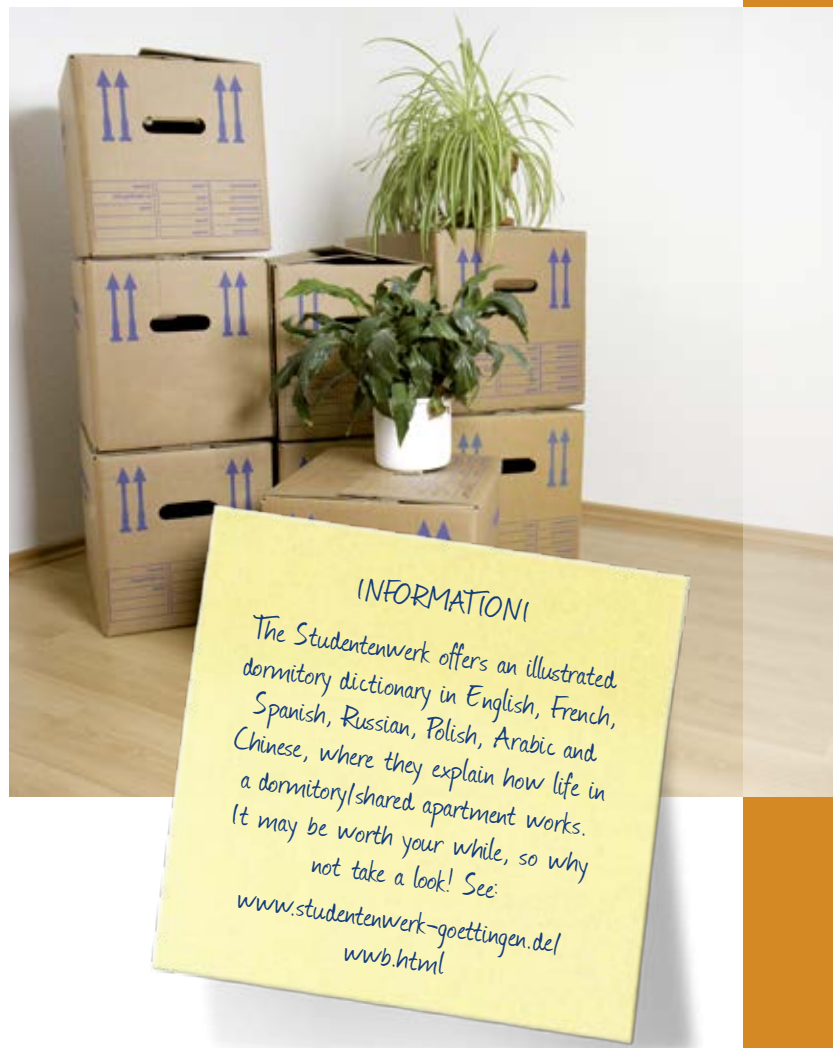 INFORMATION!
The Studentenwerk offers an illustrated
dormitory dictionary in English, French,
Spanish, Russian, Polish, Arabic and
Chinese, where they explain how life in
a dormitory/shared apartment works.
It may be worth your while, so why
not take a look! See:
www.studentenwerk-goettingen.de/
wwb.html